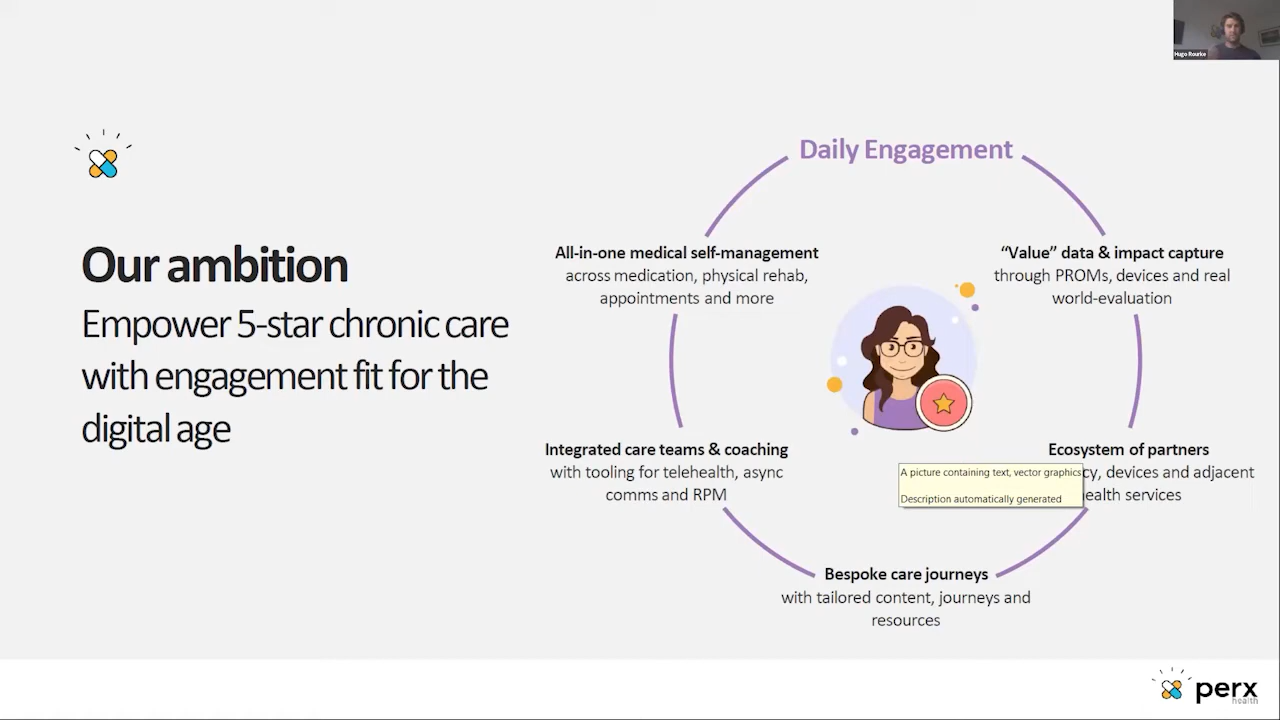 Hugo Rourke
Daily Engagement
Our ambition
Empower 5-star chronic care
with engagement fit for the
digital age
All-in-one medical self-management
across medication, physical rehab,
appointments and more
“Value” data & impact capture
through PROMs, devices and real
world-evaluation
Integrated care teams & coaching
with tooling for telehealth, async
comms and RPM
Ecosystem of partners
cy, devices and adjacent
health services
A picture containing text, vector graphics
Description automatically generated
Bespoke care journeys
with tailored content, journeys and
resources
perx
health